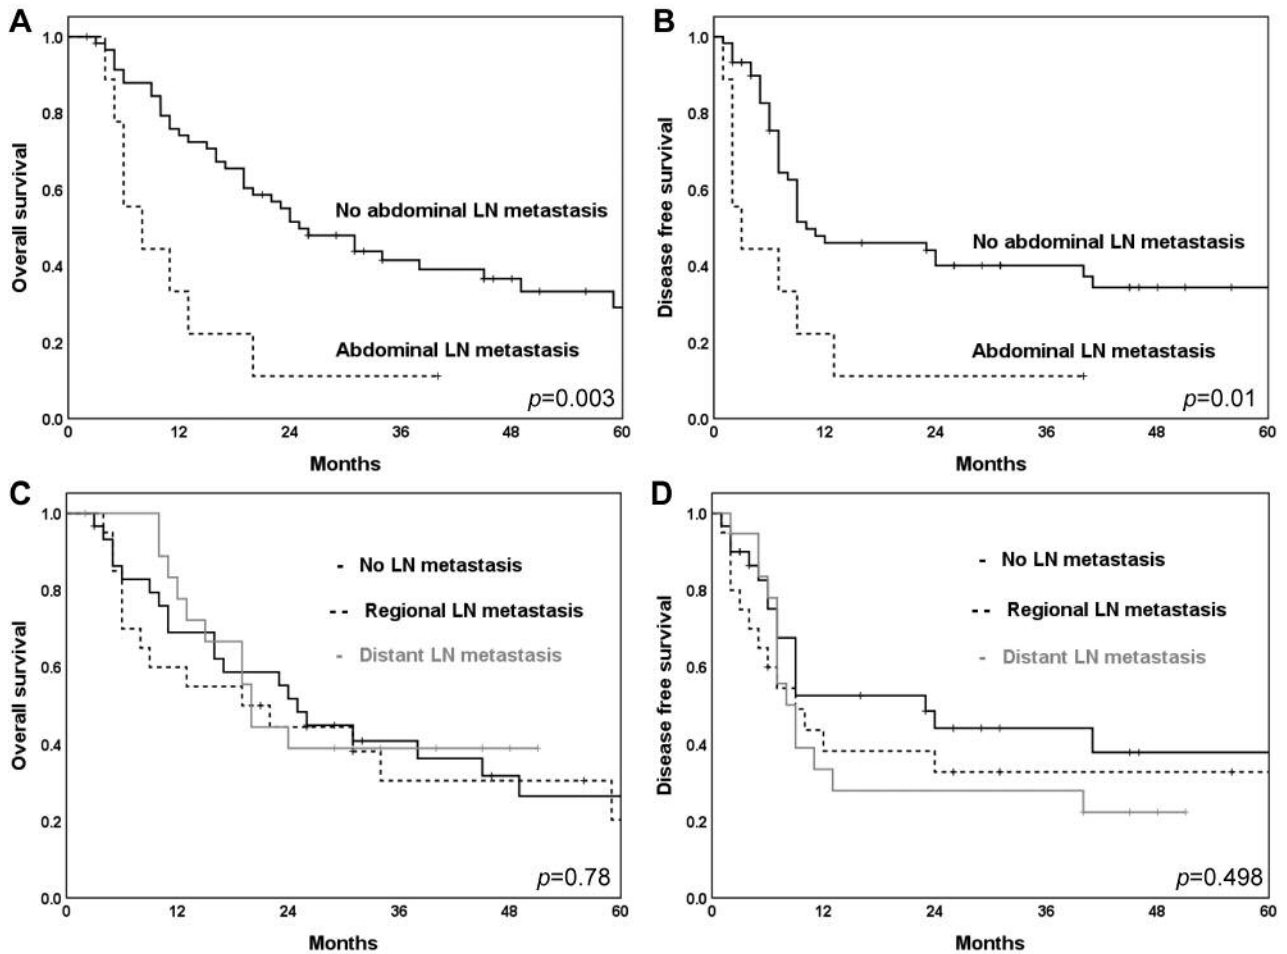 A
Overall survival
1.0
0.8
0.6
0.4
0.2
0.0
No abdominal LN metastasis
Abdominal LN metastasis
p=0.003
0 12 24 36 48 60
Months
B
Disease free survival
1.0
0.8
0.6
0.4
0.2
0.0
No abdominal LN metastasis
Abdominal LN metastasis
p=0.01
0 12 24 36 48 60
Months
C
Overall survival
1.0
0.8
0.6
0.4
0.2
0.0
No LN metastasis
Regional LN metastasis
Distant LN metastasis
p=0.78
0 12 24 36 48 60
Months
D
Disease free survival
1.0
0.8
0.6
0.4
0.2
0.0
No LN metastasis
Regional LN metastasis
Distant LN metastasis
p=0.498
0 12 24 36 48 60
Months